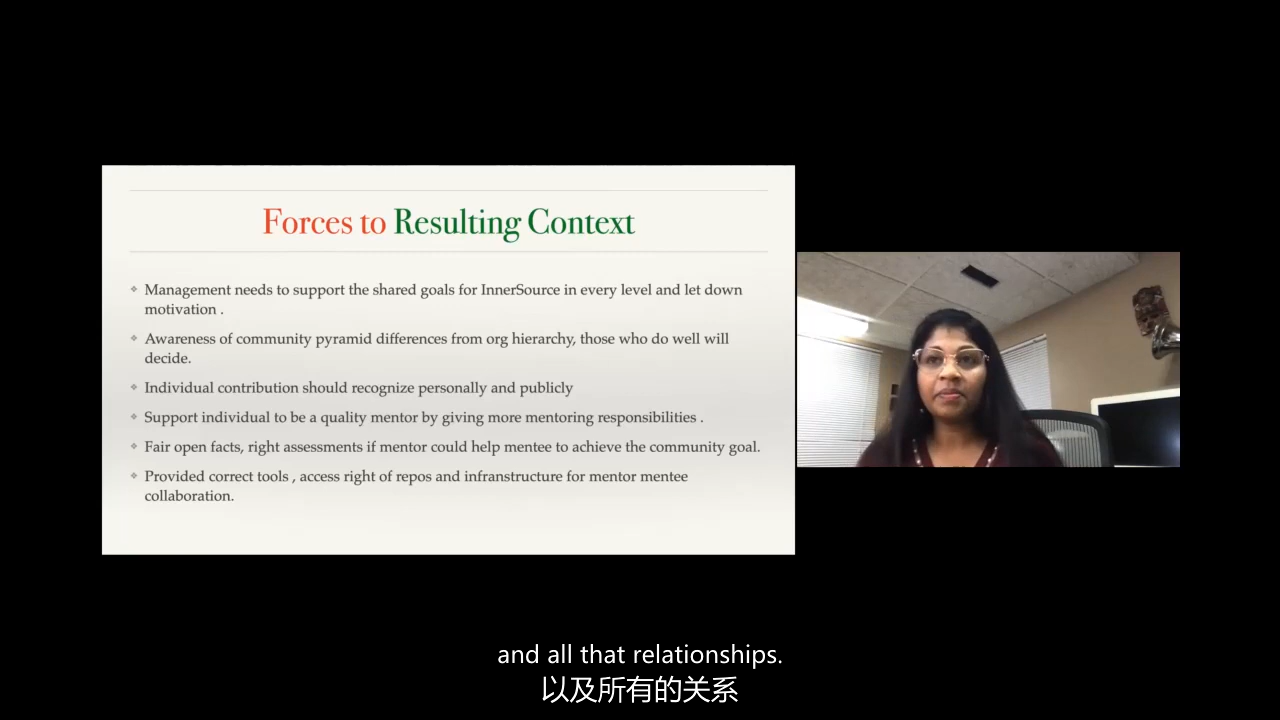 Forces to Resulting Context
Management needs to support the shared goals for InnerSource in every level and let down
motivation .
Awareness of community pyramid differences from org hierarchy, those who do well will
decide.
Individual contribution should recognize personally and publicly
Support individual to be a quality mentor by giving more mentoring responsibilities .
Fair open facts, right assessments if mentor could help mentee to achieve the community goal.
Provided correct tools , access right of repos and infranstructure for mentor mentee
collaboration.
and all that relationships.
以及所有的关系